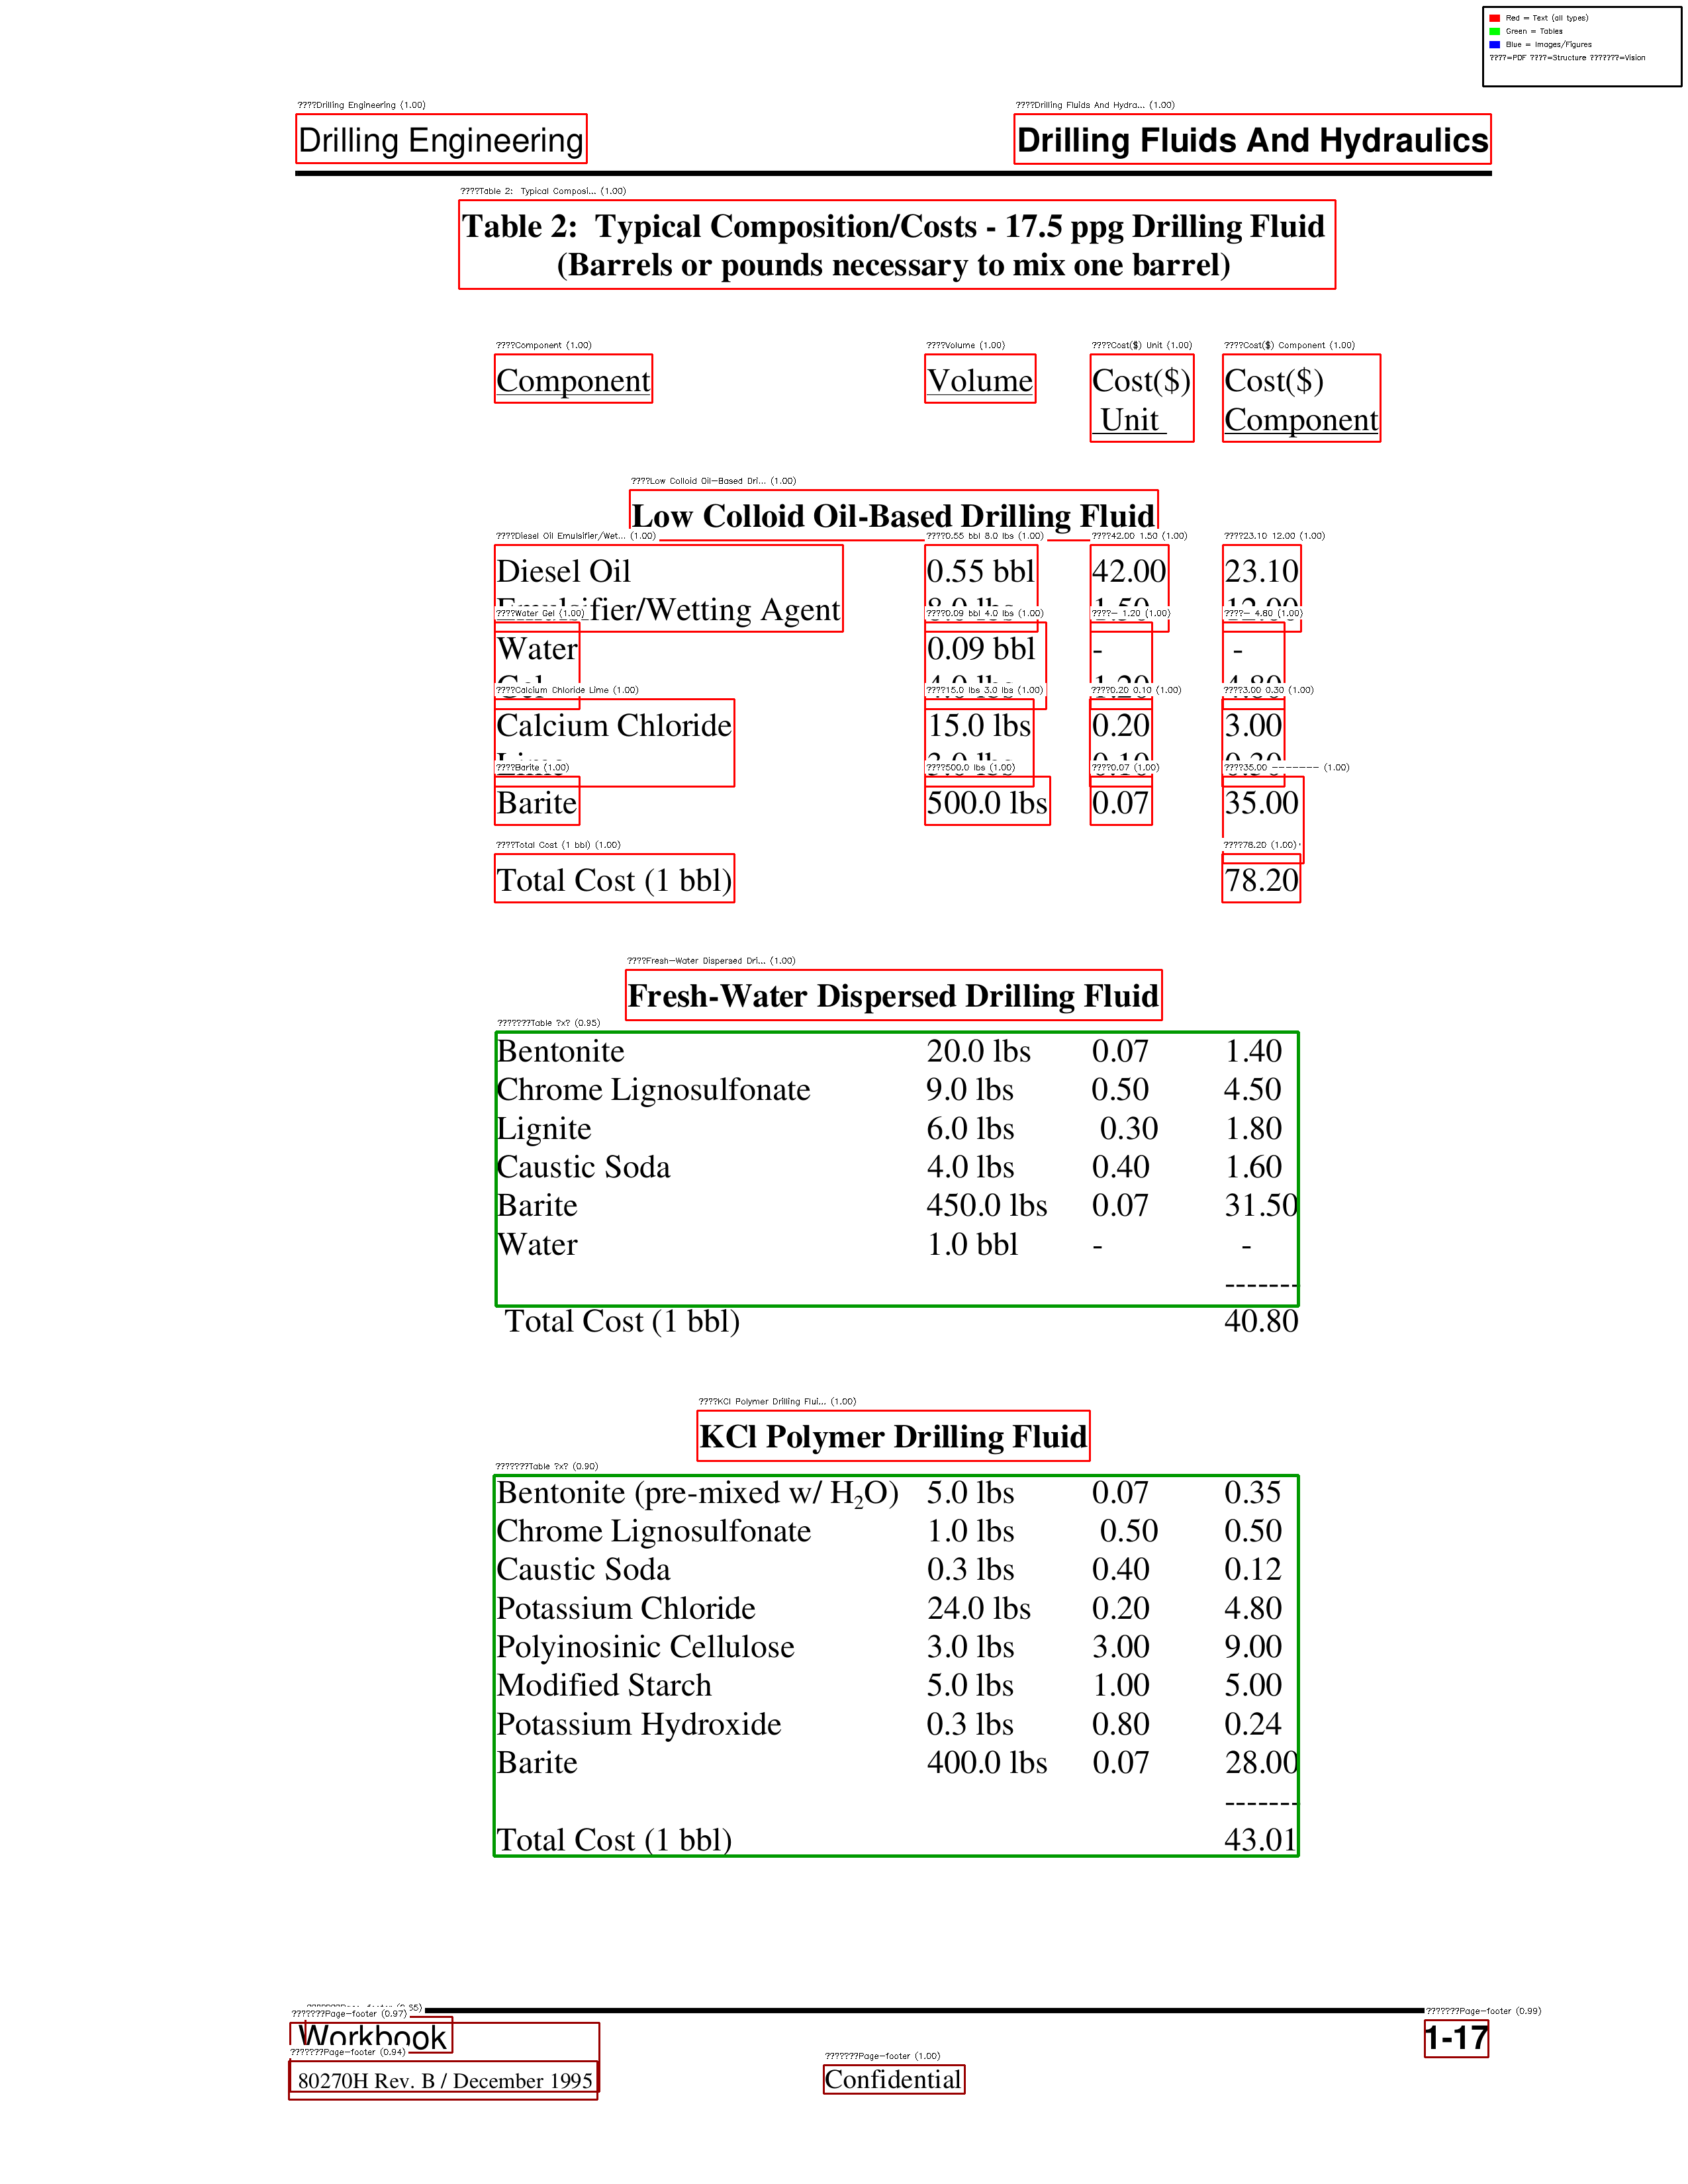 Red = Text (all types)
Green = Tables
Blue = Images/Figures
????=PDF ????=Structure ???????=Vision
????Drilling Engineering (1.00) ????Drilling Fluids And Hydra... (1.00)
Drilling Engineering Drilling Fluids And Hydraulics
????Table 2: Typical Composi... (1.00)
Table 2: Typical Composition/Costs - 17.5 ppg Drilling Fluid
(Barrels or pounds necessary to mix one barrel)
????Component (1.00) ????Volume (1.00) ????Cost($) Unit (1.00) ????Cost($) Component (1.00)
Component Volume Cost($) Cost($)
Unit Component
????Low Colloid Oil-Based Dri... (1.00)
Low Colloid Oil-Based Drilling Fluid
????Diesel Oil Emulsifier/Wet... (1.00) ????0.55 bbl 8.0 lbs (1.00) ????42.00 1.50 (1.00) ????23.10 12.00 (1.00)
Diesel Oil 0.55 bbl 42.00 23.10
Emulsifier/Wetting Agent 8.0 lbs 1.50 12.00
????Water Gel (1.00) ????0.09 bbl 4.0 lbs (1.00) ????- 1.20 (1.00) ????- 4.80 (1.00)
Water 0.09 bbl - -
Gel 4.0 lbs 1.20 4.80
????Calcium Chloride Lime (1.00) ????15.0 lbs 3.0 lbs (1.00) ????0.20 0.10 (1.00) ????3.00 0.30 (1.00)
Calcium Chloride 15.0 lbs 0.20 3.00
Lime 3.0 lbs 0.10 0.30
????Barite (1.00) ????500.0 lbs (1.00) ????0.07 (1.00) ????35.00 ------- (1.00)
Barite 500.0 lbs 0.07 35.00
????Total Cost (1 bbl) (1.00) ????78.20 (1.00)
Total Cost (1 bbl) 78.20
????Fresh-Water Dispersed Dri... (1.00)
Fresh-Water Dispersed Drilling Fluid
???????Table ?x? (0.95)
Bentonite 20.0 lbs 0.07 1.40
Chrome Lignosulfonate 9.0 lbs 0.50 4.50
Lignite 6.0 lbs 0.30 1.80
Caustic Soda 4.0 lbs 0.40 1.60
Barite 450.0 lbs 0.07 31.50
Water 1.0 bbl - -
-------
Total Cost (1 bbl) 40.80
????KCl Polymer Drilling Flui... (1.00)
KCl Polymer Drilling Fluid
???????Table ?x? (0.90)
Bentonite (pre-mixed w/ H₂O) 5.0 lbs 0.07 0.35
Chrome Lignosulfonate 1.0 lbs 0.50 0.50
Caustic Soda 0.3 lbs 0.40 0.12
Potassium Chloride 24.0 lbs 0.20 4.80
Polyinosinic Cellulose 3.0 lbs 3.00 9.00
Modified Starch 5.0 lbs 1.00 5.00
Potassium Hydroxide 0.3 lbs 0.80 0.24
Barite 400.0 lbs 0.07 28.00
-------
Total Cost (1 bbl) 43.01
???????Page-footer (0.97) ???????Page-footer (0.99)
Workbook 1-17
???????Page-footer (0.94) ???????Page-footer (1.00)
80270H Rev. B / December 1995 Confidential